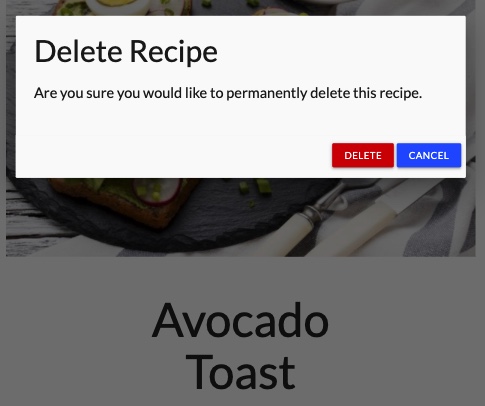 Delete Recipe
Are you sure you would like to permanently delete this recipe.
DELETE CANCEL
Avocado
Toast